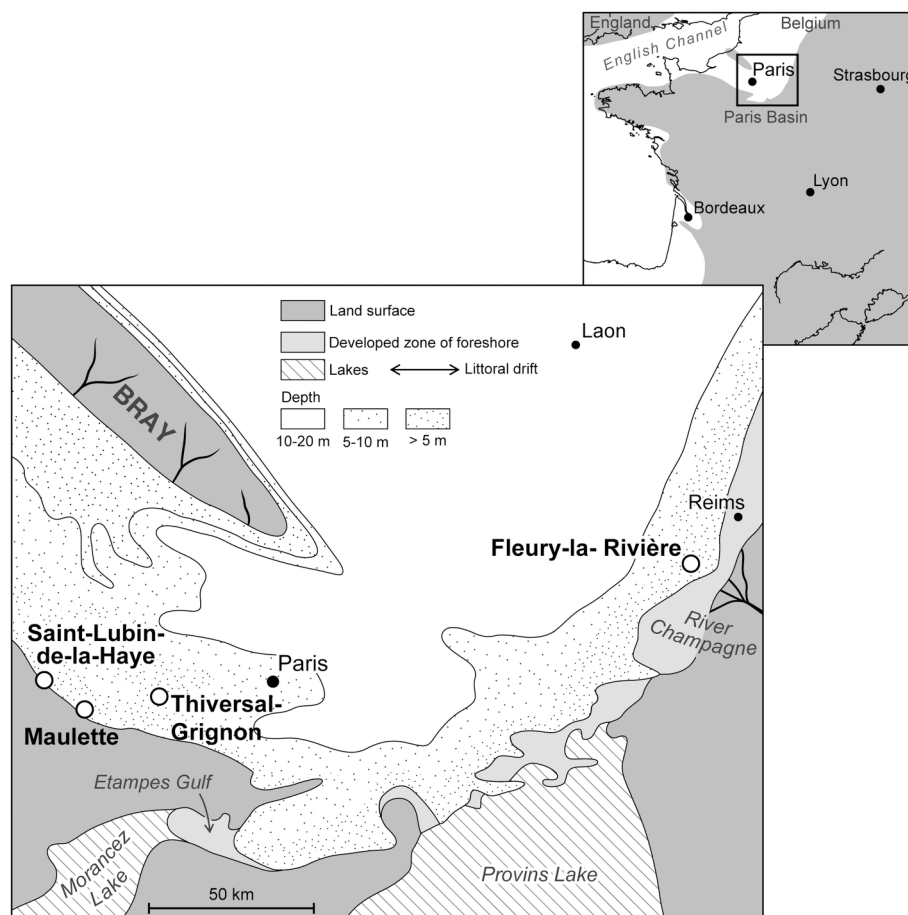 England
Belgium
English Channel
Paris
Strasbourg
Paris Basin
Lyon
Bordeaux
Land surface
Developed zone of foreshore
Lakes
Littoral drift
Depth
10-20 m
5-10 m
> 5 m
Laon
BRAY
Reims
Fleury-la- Rivière
River
Champagne
Saint-Lubin-
de-la-Haye
Paris
Thiversal-
Grignon
Maulette
Etampes Gulf
Morancez
Lake
Provins Lake
50 km